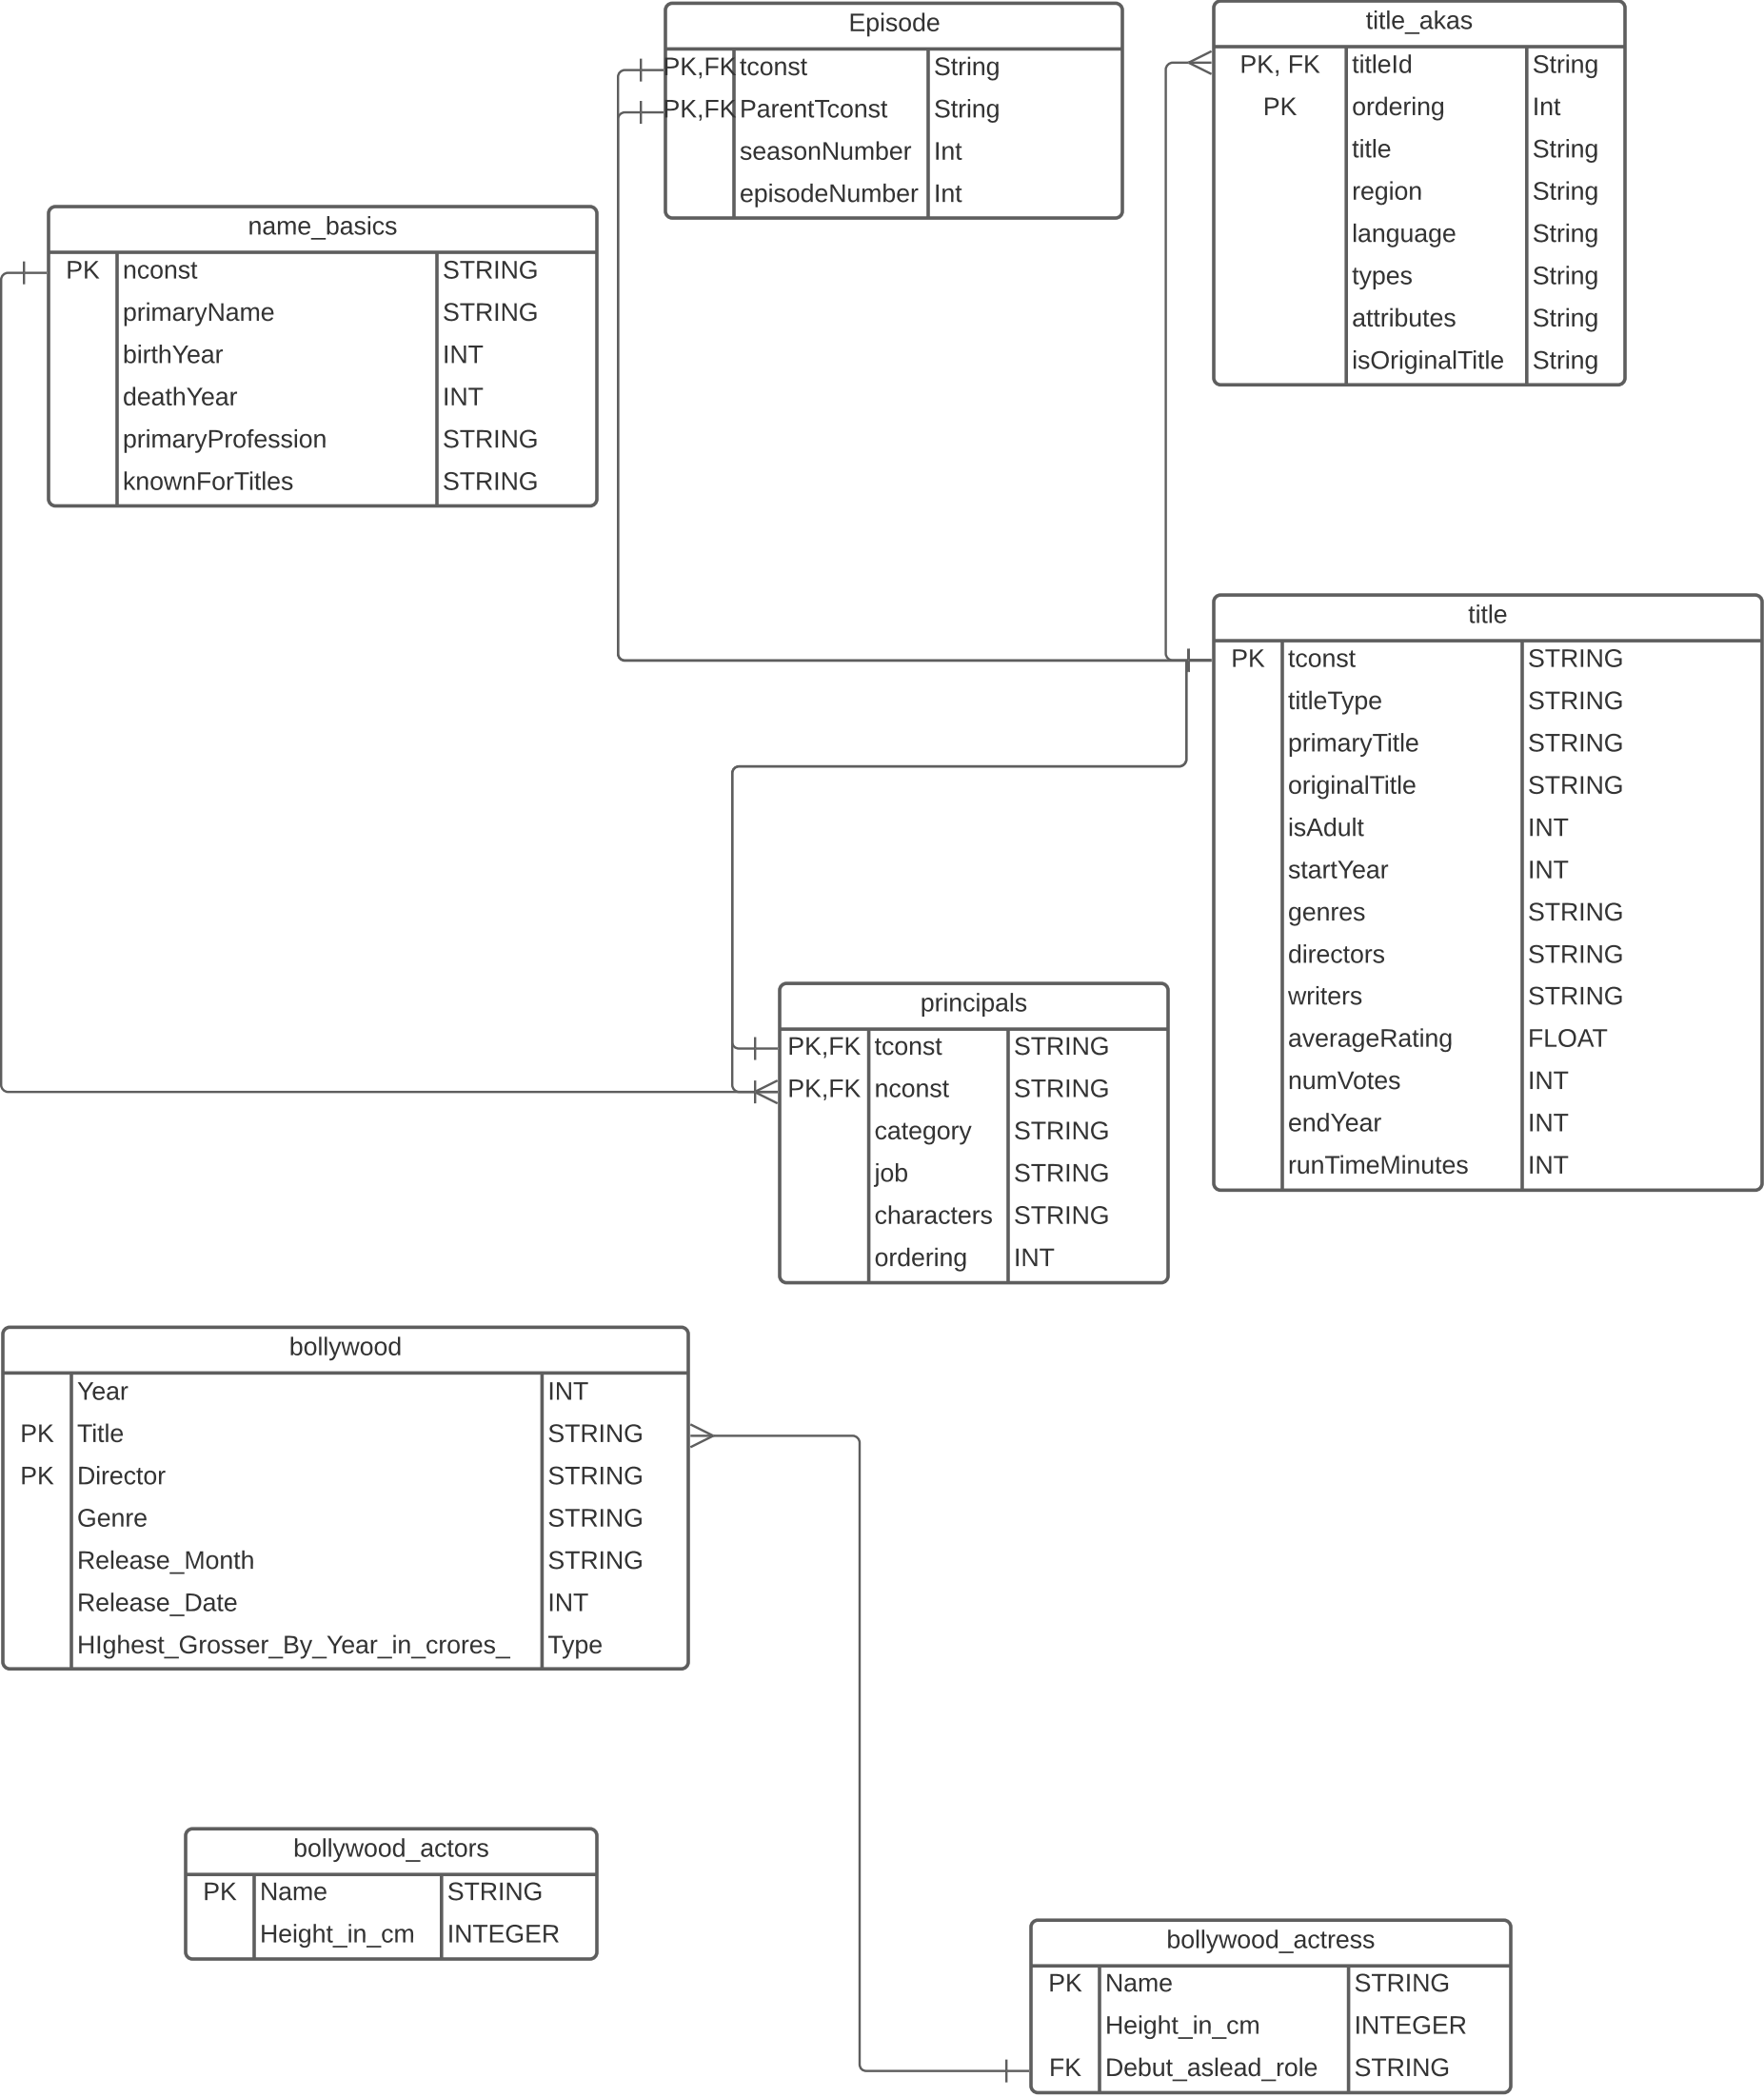 Episode
PK,FK tconst String
PK,FK ParentTconst String
seasonNumber Int
episodeNumber Int
title_akas
PK, FK titleId String
PK ordering Int
title String
region String
language String
types String
attributes String
isOriginalTitle String
name_basics
PK nconst STRING
primaryName STRING
birthYear INT
deathYear INT
primaryProfession STRING
knownForTitles STRING
title
PK tconst STRING
titleType STRING
primaryTitle STRING
originalTitle STRING
isAdult INT
startYear INT
genres STRING
directors STRING
writers STRING
averageRating FLOAT
numVotes INT
endYear INT
runTimeMinutes INT
principals
PK,FK tconst STRING
PK,FK nconst STRING
category STRING
job STRING
characters STRING
ordering INT
bollywood
Year INT
PK Title STRING
PK Director STRING
Genre STRING
Release_Month STRING
Release_Date INT
HIghest_Grosser_By_Year_in_crores_ Type
bollywood_actors
PK Name STRING
Height_in_cm INTEGER
bollywood_actress
PK Name STRING
Height_in_cm INTEGER
FK Debut_aslead_role STRING